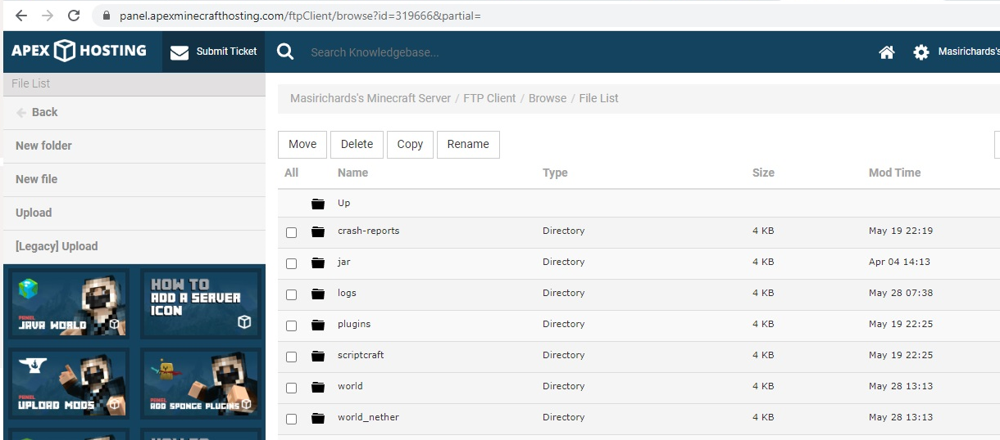 panel.apexminecrafthosting.com/ftpClient/browse?id=319666&partial=
APEX HOSTING Submit Ticket Search Knowledgebase... Masirichards's
File List
Back
New folder
New file
Upload
[Legacy] Upload
PANEL
JAVA WORLD
HOW TO
ADD A SERVER
ICON
PANEL
UPLOAD MODS
PANEL
ADD SPONGE PLUGINS
Masirichards's Minecraft Server / FTP Client / Browse / File List
Move Delete Copy Rename
All Name Type Size Mod Time
Up
crash-reports Directory 4 KB May 19 22:19
jar Directory 4 KB Apr 04 14:13
logs Directory 4 KB May 28 07:38
plugins Directory 4 KB May 19 22:25
scriptcraft Directory 4 KB May 19 22:25
world Directory 4 KB May 28 13:13
world_nether Directory 4 KB May 28 13:13